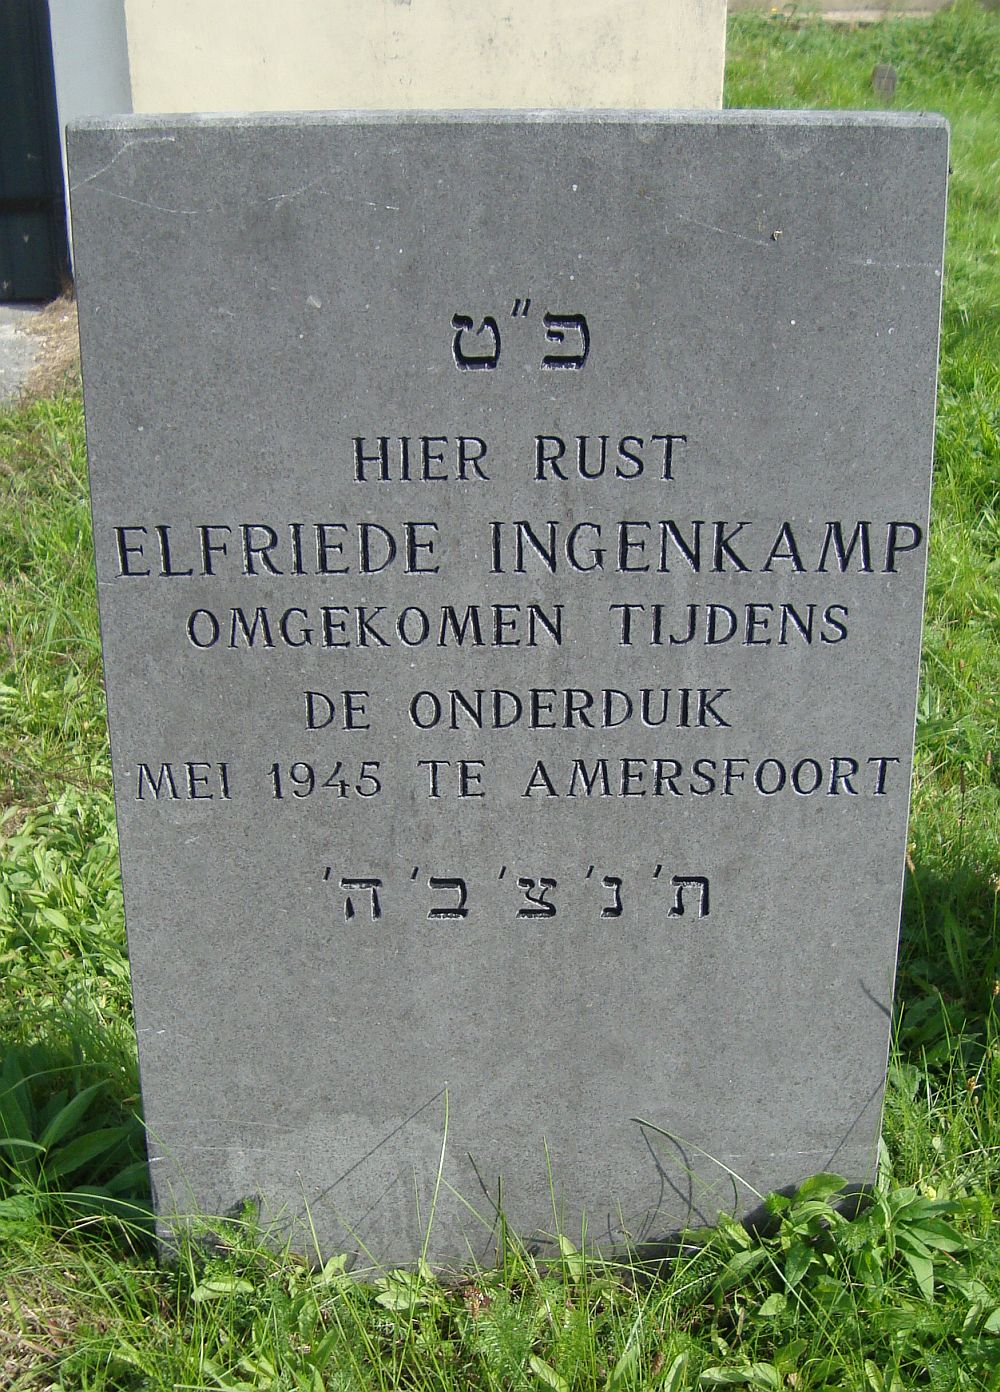 פ"ט
HIER RUST
ELFRIEDE INGENKAMP
OMGEKOMEN TIJDENS
DE ONDERDUIK
MEI 1945 TE AMERSFOORT
ת' נ' צ' ב' ה'